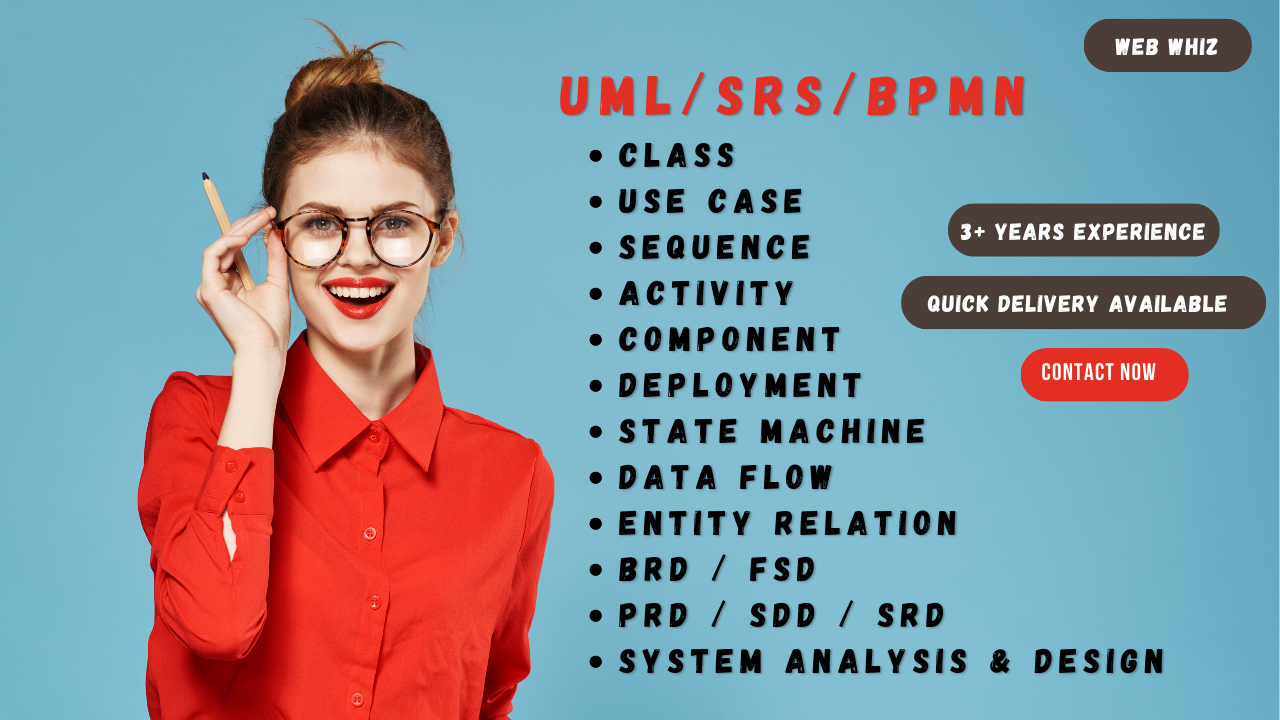 WEB WHIZ
UML/SRS/BPMN
• CLASS
• USE CASE
• SEQUENCE
• ACTIVITY
• COMPONENT
• DEPLOYMENT
• STATE MACHINE
• DATA FLOW
• ENTITY RELATION
• BRD / FSD
• PRD / SDD / SRD
• SYSTEM ANALYSIS & DESIGN
3+ YEARS EXPERIENCE
QUICK DELIVERY AVAILABLE
CONTACT NOW